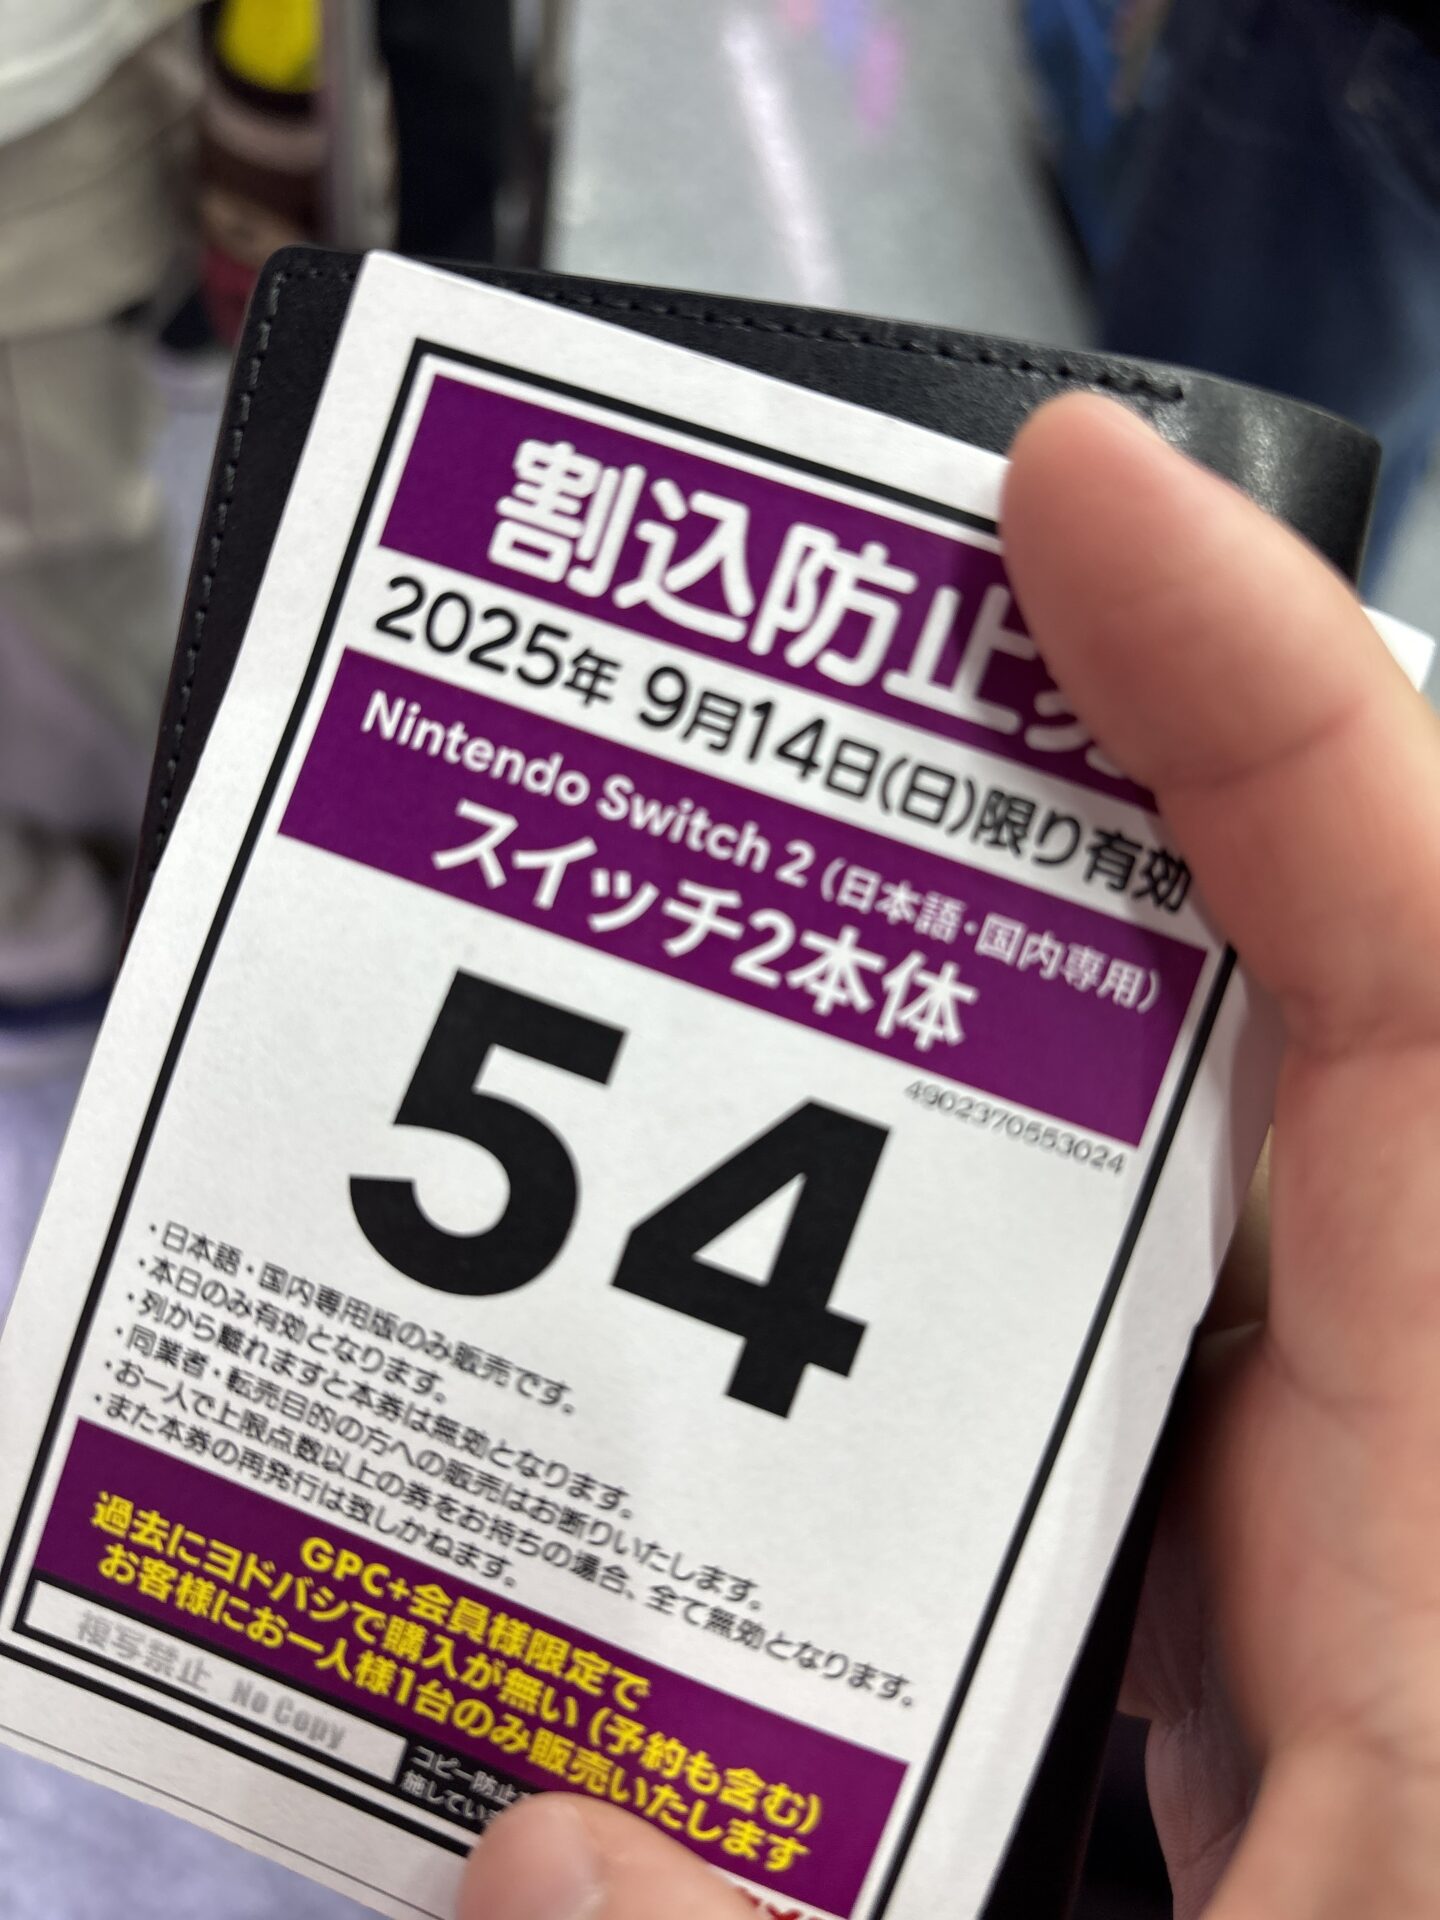 割込防止
2025年 9月14日(日)限り有効
Nintendo Switch 2 (日本語・国内専用)
スイッチ2本体
4902370553024
54
・日本語・国内専用版のみ販売です。
・本日のみ有効となります。
・列から離れますと本券は無効となります。
・同業者・転売目的の方への販売はお断りいたします。
・お一人で上限点数以上の券をお持ちの場合、全て無効となります。
・また本券の再発行は致しかねます。
GPC+会員様限定で
過去にヨドバシで購入が無い（予約も含む）
お客様にお一人様1台のみ販売いたします
複写禁止 No Copy
コピー防止
施してい